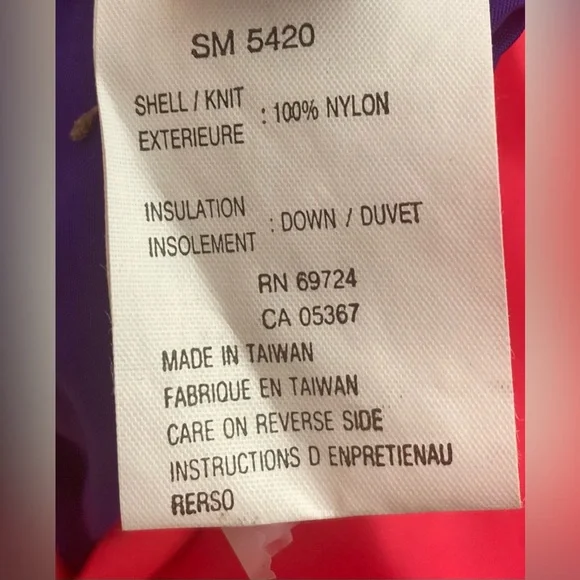 SM 5420
SHELL / KNIT
EXTERIEURE : 100% NYLON
INSULATION
INSOLEMENT : DOWN / DUVET
RN 69724
CA 05367
MADE IN TAIWAN
FABRIQUE EN TAIWAN
CARE ON REVERSE SIDE
INSTRUCTIONS D ENPRETIENAU
RERSO